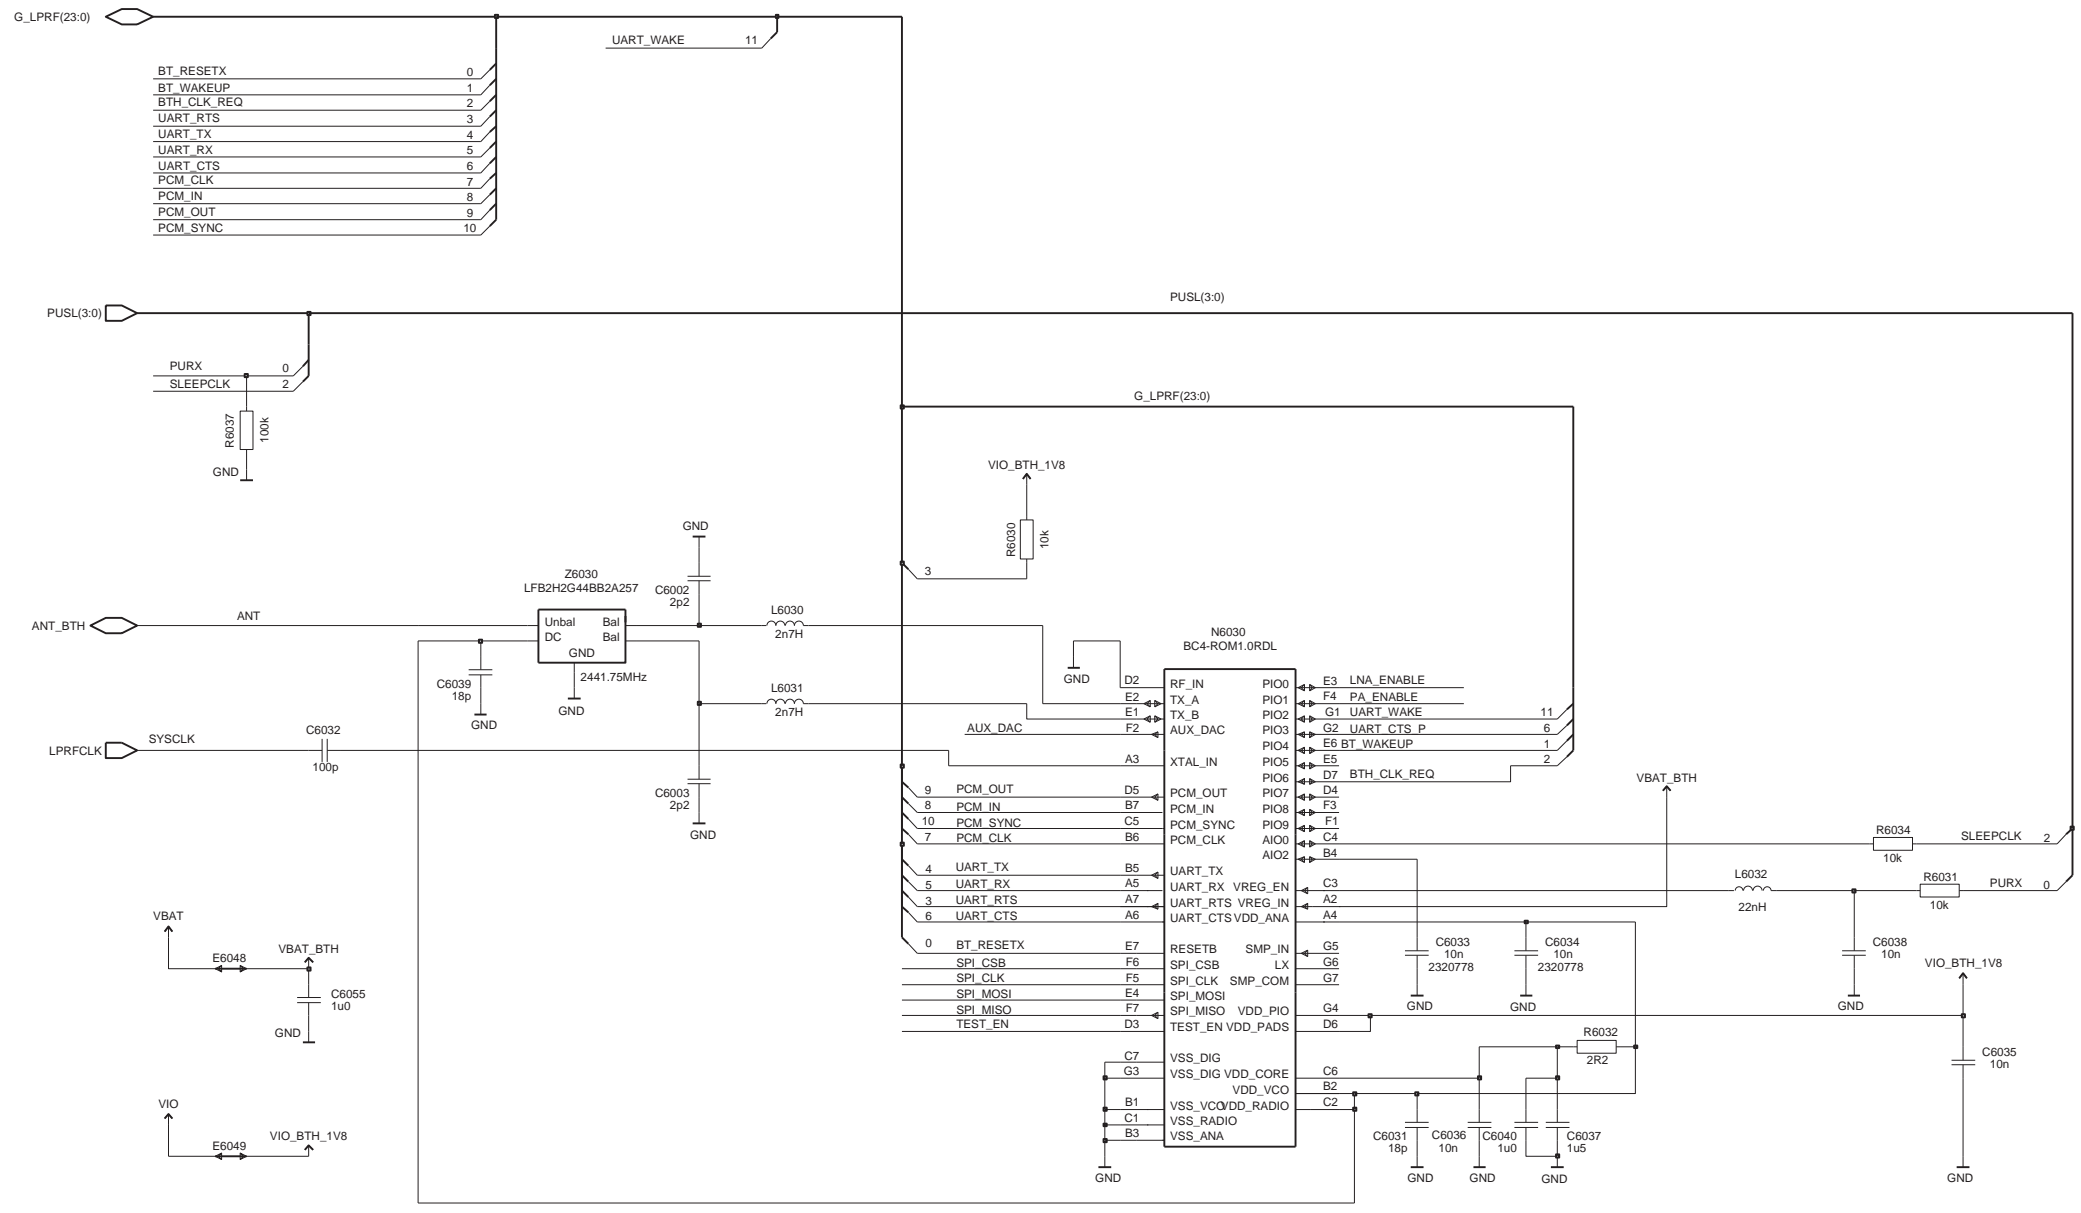 G_LPRF(23:0)
UART_WAKE 11
BT_RESETX 0
BT_WAKEUP 1
BTH_CLK_REQ 2
UART_RTS 3
UART_TX 4
UART_RX 5
UART_CTS 6
PCM_CLK 7
PCM_IN 8
PCM_OUT 9
PCM_SYNC 10
PUSL(3:0)
PUSL(3:0)
PURX 0
SLEEPCLK 2
R6037
100k
GND
G_LPRF(23:0)
VIO_BTH_1V8
R6030
10k
3
GND
C6002
2p2
Z6030
LFB2H2G44BB2A257
ANT_BTH
ANT
Unbal Bal
DC Bal
GND
2441.75MHz
GND
L6030
2n7H
L6031
2n7H
C6039
18p
GND
LPRFCLK
SYSCLK
C6032
100p
C6003
2p2
GND
N6030
BC4-ROM1.0RDL
GND
D2 RF_IN PIO0 E3 LNA_ENABLE
E2 TX_A PIO1 F4 PA_ENABLE
E1 TX_B PIO2 G1 UART_WAKE 11
AUX_DAC F2 AUX_DAC PIO3 G2 UART_CTS_P 6
PIO4 E6 BT_WAKEUP 1
A3 XTAL_IN PIO5 E5 2
PIO6 D7 BTH_CLK_REQ
9 PCM_OUT D5 PCM_OUT PIO7 D4
8 PCM_IN B7 PCM_IN PIO8 F3
10 PCM_SYNC C5 PCM_SYNC PIO9 F1
7 PCM_CLK B6 PCM_CLK AIO0 C4
AIO2 B4
4 UART_TX B5 UART_TX
5 UART_RX A5 UART_RX VREG_EN C3
3 UART_RTS A7 UART_RTS VREG_IN A2
6 UART_CTS A6 UART_CTS VDD_ANA A4
0 BT_RESETX E7 RESETB SMP_IN G5
SPI_CSB F6 SPI_CSB LX G6
SPI_CLK F5 SPI_CLK SMP_COM G7
SPI_MOSI E4 SPI_MOSI
SPI_MISO F7 SPI_MISO VDD_PIO G4
TEST_EN D3 TEST_EN VDD_PADS D6
C7 VSS_DIG
G3 VSS_DIG VDD_CORE C6
VDD_VCO B2
B1 VSS_VCO VDD_RADIO C2
C1 VSS_RADIO
B3 VSS_ANA
GND
VBAT_BTH
R6034
10k
SLEEPCLK 2
L6032
22nH
R6031
10k
PURX 0
C6033
10n
2320778
GND
C6034
10n
2320778
GND
C6038
10n
GND
VIO_BTH_1V8
R6032
2R2
C6035
10n
GND
C6031
18p
GND
C6036
10n
GND
C6040
1u0
C6037
1u5
GND
VBAT
E6048
VBAT_BTH
C6055
1u0
GND
VIO
E6049
VIO_BTH_1V8